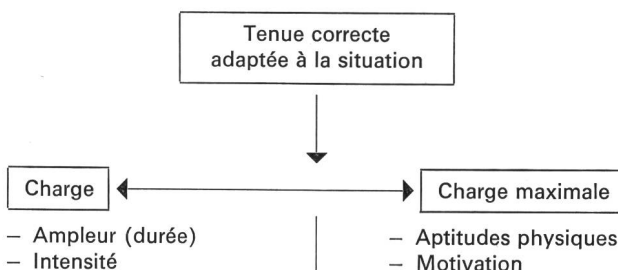 Tenue correcte
adaptée à la situation
Charge
Charge maximale
– Ampleur (durée)
– Intensité
– Aptitudes physiques
– Motivation